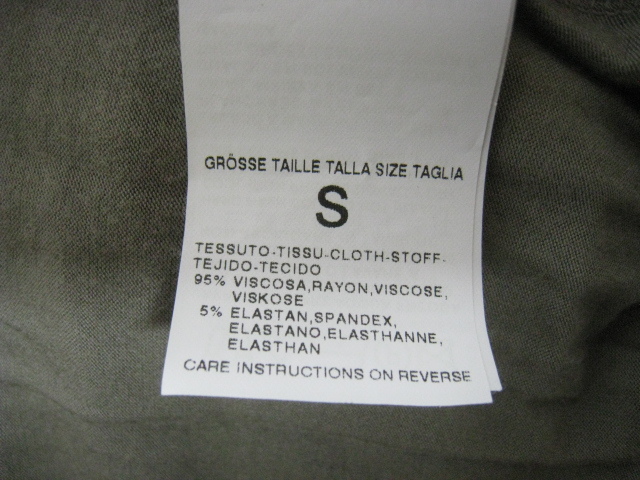 GRÖSSE TAILLE TALLA SIZE TAGLIA
S
TESSUTO-TISSU-CLOTH-STOFF-
TEJIDO-TECIDO
95% VISCOSA,RAYON,VISCOSE,
VISKOSE
5% ELASTAN,SPANDEX,
ELASTANO,ELASTHANNE,
ELASTHAN
CARE INSTRUCTIONS ON REVERSE